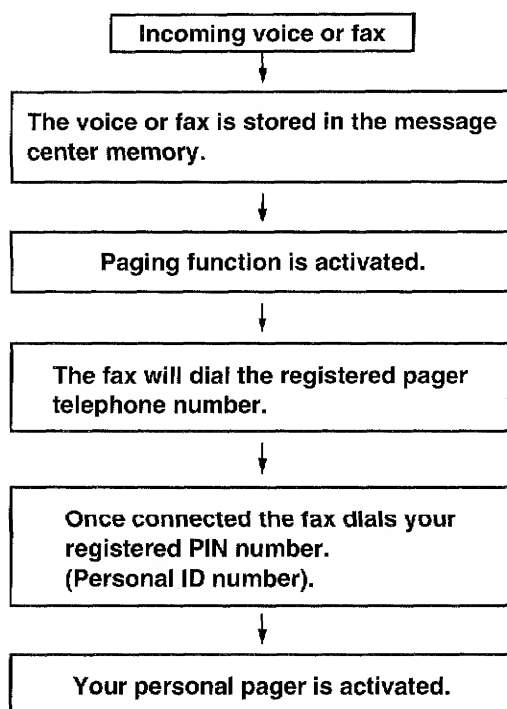 Incoming voice or fax
The voice or fax is stored in the message
center memory.
Paging function is activated.
The fax will dial the registered pager
telephone number.
Once connected the fax dials your
registered PIN number.
(Personal ID number).
Your personal pager is activated.